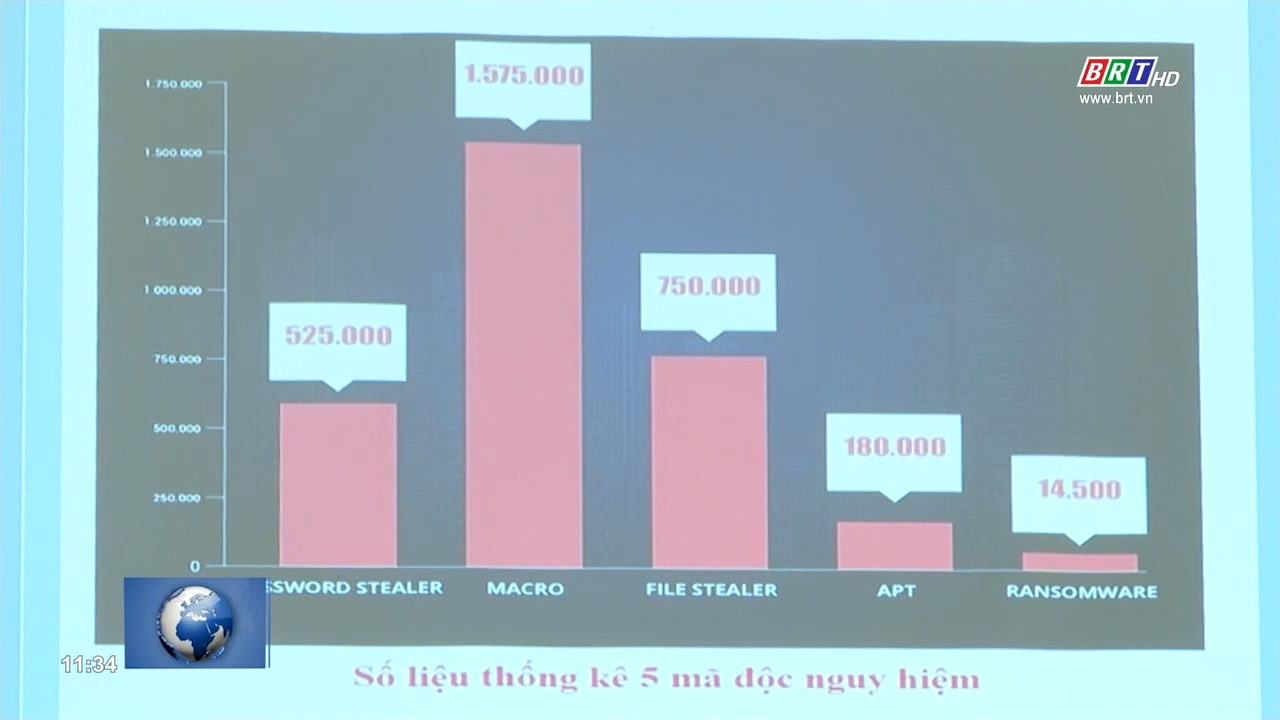 BRT HD
www.brt.vn
1.750.000
1.500.000
1.250.000
1.000.000
750.000
500.000
250.000
0
525.000
1.575.000
750.000
180.000
14.500
SSWORD STEALER
MACRO
FILE STEALER
APT
RANSOMWARE
11:34
Số liệu thống kê 5 mã độc nguy hiệm